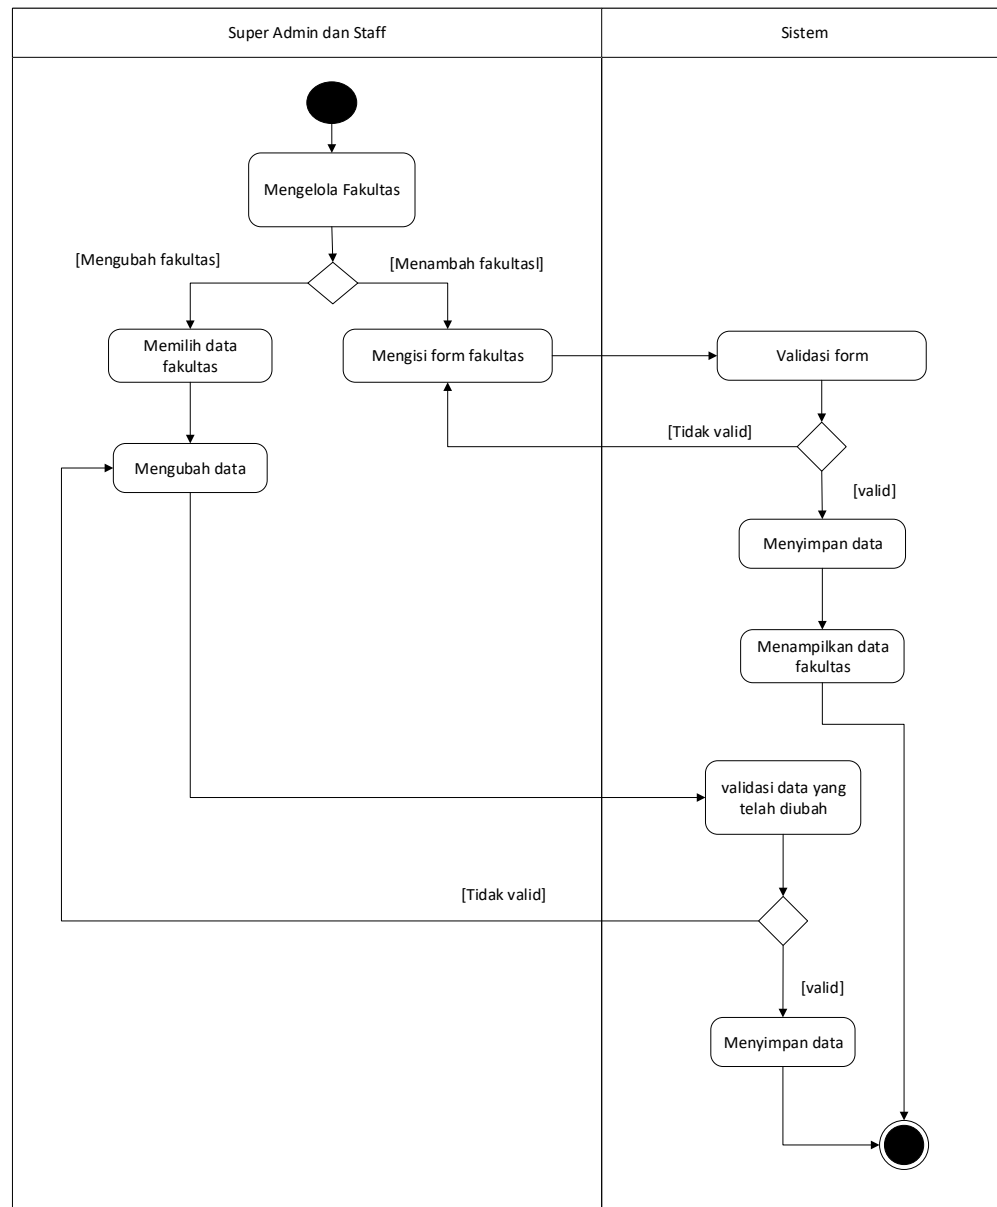 Super Admin dan Staff
Sistem
Mengelola Fakultas
[Mengubah fakultas]
[Menambah fakultasl]
Memilih data
fakultas
Mengisi form fakultas
Validasi form
[Tidak valid]
Mengubah data
[valid]
Menyimpan data
Menampilkan data
fakultas
validasi data yang
telah diubah
[Tidak valid]
[valid]
Menyimpan data